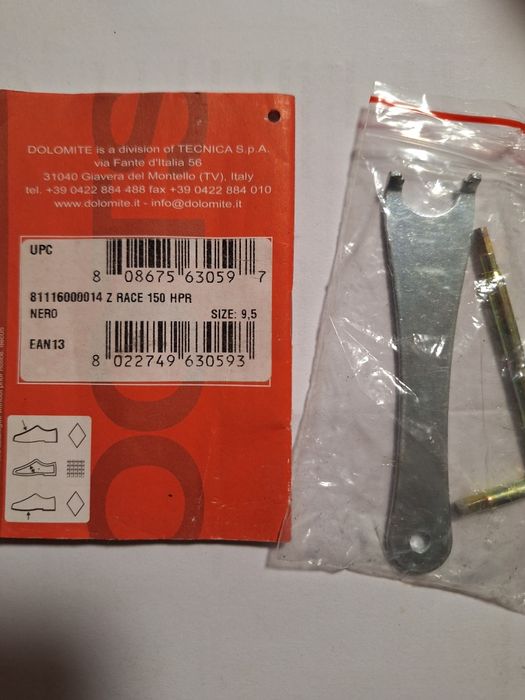 DOLOMITE is a division of TECNICA S.p.A.
via Fante d'Italia 56
31040 Giavera del Montello (TV), Italy
tel. +39 0422 884 488 fax +39 0422 884 010
www.dolomite.it - info@dolomite.it
UPC
8 08675 63059 7
81116000014 Z RACE 150 HPR
NERO SIZE: 9,5
EAN13
8 022749 630593